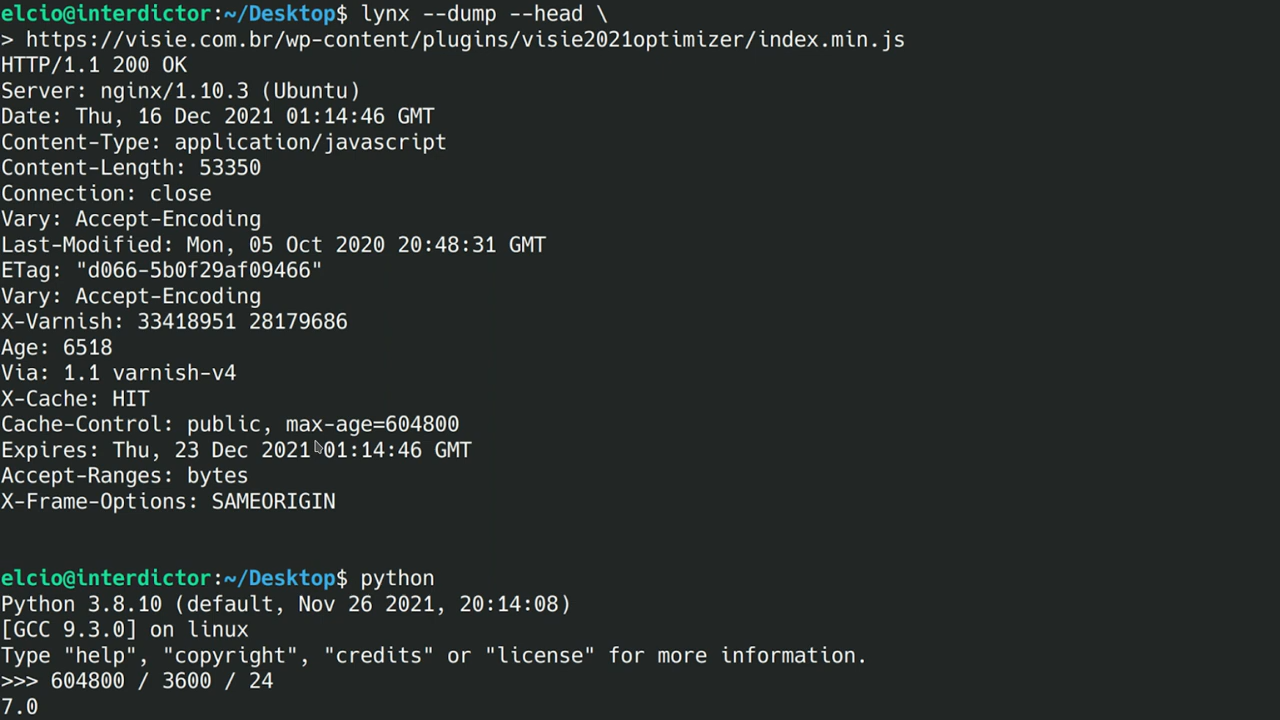 elcio@interdictor:~/Desktop$ lynx --dump --head \
> https://visie.com.br/wp-content/plugins/visie2021optimizer/index.min.js
HTTP/1.1 200 OK
Server: nginx/1.10.3 (Ubuntu)
Date: Thu, 16 Dec 2021 01:14:46 GMT
Content-Type: application/javascript
Content-Length: 53350
Connection: close
Vary: Accept-Encoding
Last-Modified: Mon, 05 Oct 2020 20:48:31 GMT
ETag: "d066-5b0f29af09466"
Vary: Accept-Encoding
X-Varnish: 33418951 28179686
Age: 6518
Via: 1.1 varnish-v4
X-Cache: HIT
Cache-Control: public, max-age=604800
Expires: Thu, 23 Dec 2021 01:14:46 GMT
Accept-Ranges: bytes
X-Frame-Options: SAMEORIGIN
elcio@interdictor:~/Desktop$ python
Python 3.8.10 (default, Nov 26 2021, 20:14:08)
[GCC 9.3.0] on linux
Type "help", "copyright", "credits" or "license" for more information.
>>> 604800 / 3600 / 24
7.0